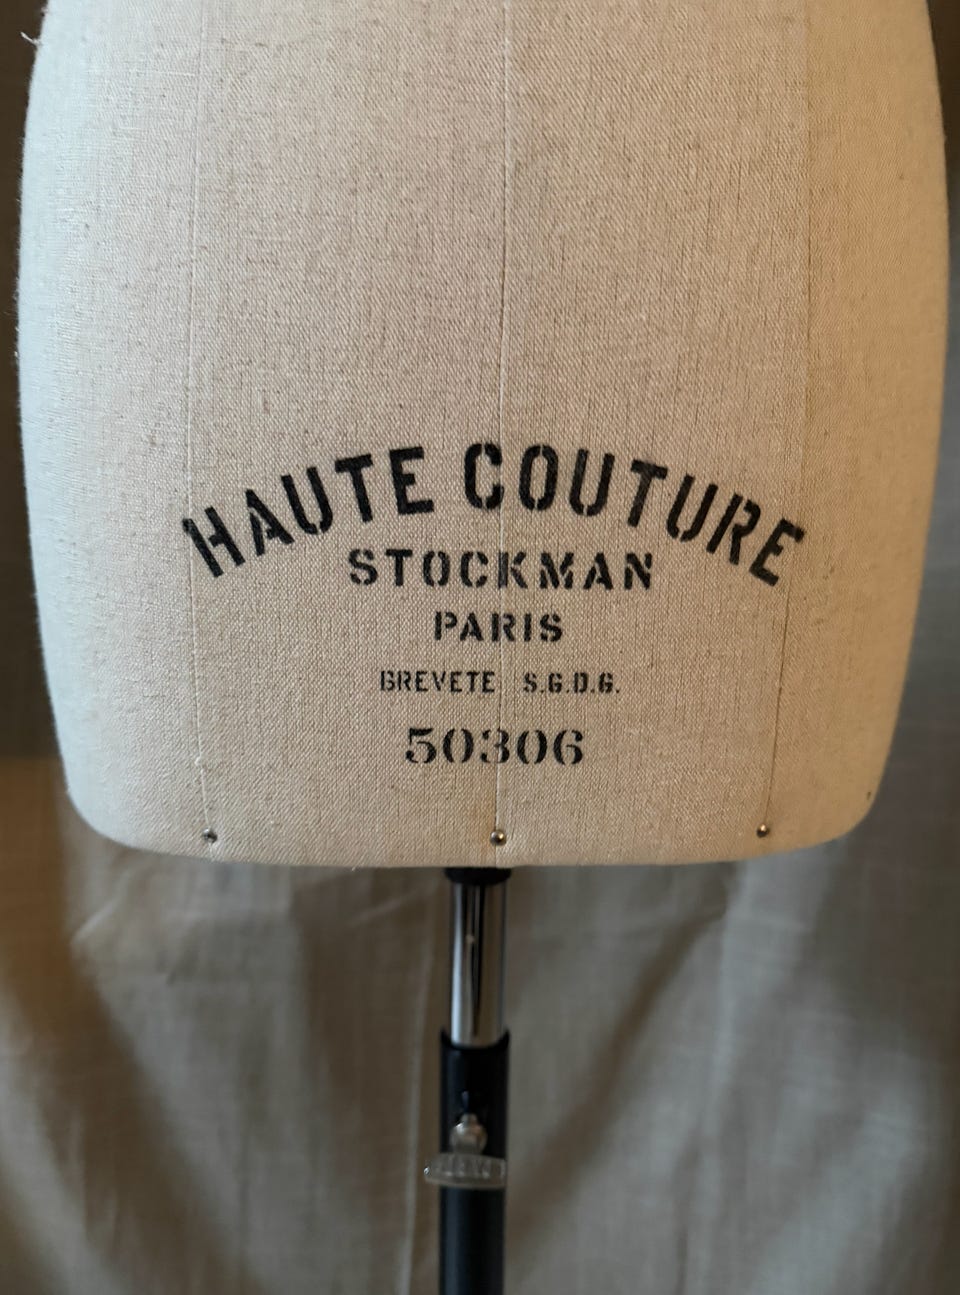 HAUTE COUTURE
STOCKMAN
PARIS
BREVETE S.G.D.G.
50306